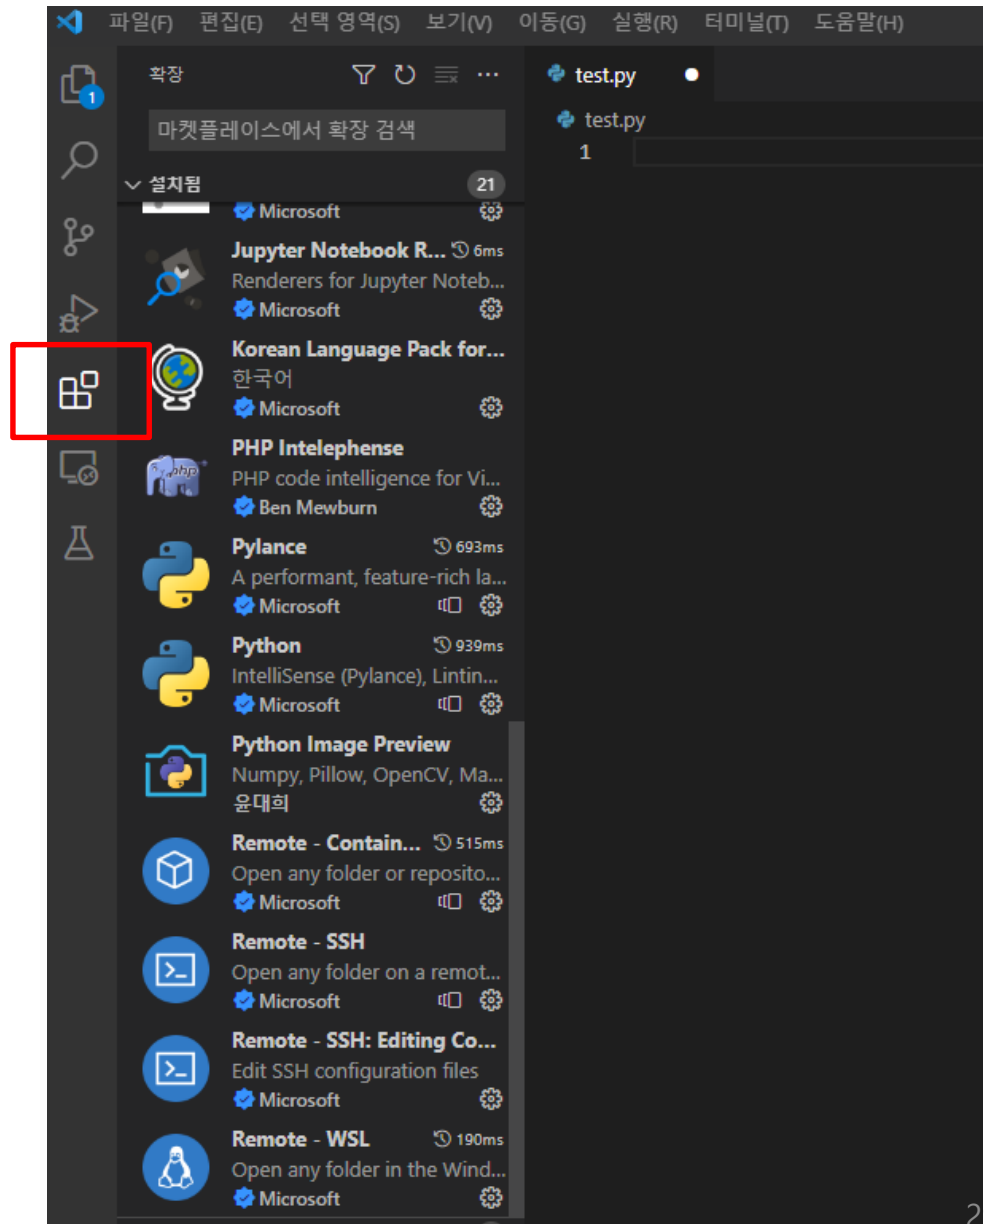 파일(F) 편집(E) 선택 영역(S) 보기(V) 이동(G) 실행(R) 터미널(T) 도움말(H)
1
확장
마켓플레이스에서 확장 검색
설치됨 21
Microsoft
Jupyter Notebook R... 6ms
Renderers for Jupyter Noteb...
Microsoft
Korean Language Pack for...
한국어
Microsoft
php
PHP Intelephense
PHP code intelligence for Vi...
Ben Mewburn
Pylance 693ms
A performant, feature-rich la...
Microsoft
Python 939ms
IntelliSense (Pylance), Lintin...
Microsoft
Python Image Preview
Numpy, Pillow, OpenCV, Ma...
윤대희
Remote - Contain... 515ms
Open any folder or reposito...
Microsoft
Remote - SSH
Open any folder on a remot...
Microsoft
Remote - SSH: Editing Co...
Edit SSH configuration files
Microsoft
Remote - WSL 190ms
Open any folder in the Wind...
Microsoft
test.py
test.py
1
2